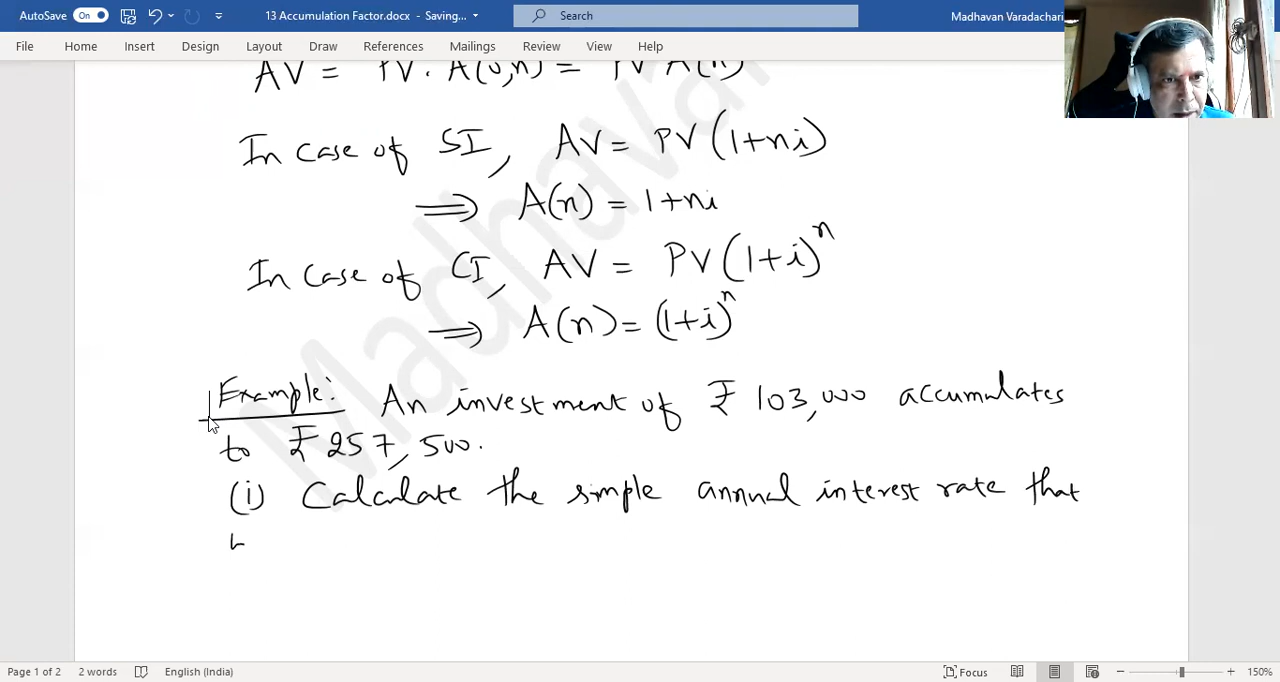 AutoSave On 13 Accumulation Factor.docx - Saving... Search Madhavan Varadachari
File Home Insert Design Layout Draw References Mailings Review View Help
AV = PV. A(0,n) = PV A(n)
In case of SI, AV = PV (1+ni)
⟹ A(n) = 1+ni
In case of CI, AV = PV (1+i)^n
⟹ A(n) = (1+i)^n
Example: An investment of ₹ 103,000 accumulates
to ₹ 257,500.
(i) Calculate the simple annual interest rate that
Madhavan
Page 1 of 2 2 words English (India) Focus 150%